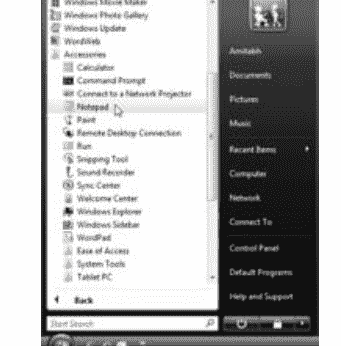 Windows Movie Maker
Windows Photo Gallery
Windows Update
WordWeb
Accessories
Calculator
Command Prompt
Connect to a Network Projector
Notepad
Paint
Remote Desktop Connection
Run
Snipping Tool
Sound Recorder
Sync Center
Welcome Center
Windows Explorer
Windows Sidebar
WordPad
Ease of Access
System Tools
Tablet PC
Back
Start Search
Amitabh
Documents
Pictures
Music
Recent Items
Computer
Network
Connect To
Control Panel
Default Programs
Help and Support